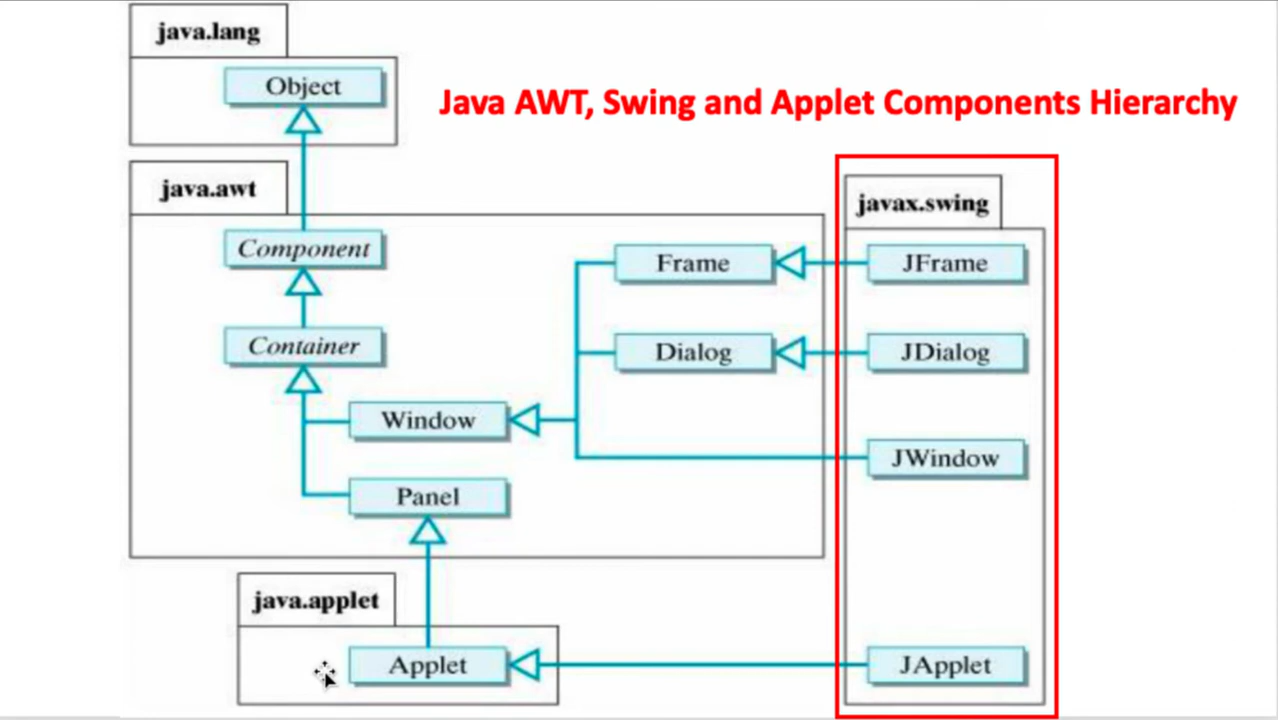 java.lang
Object
Java AWT, Swing and Applet Components Hierarchy
java.awt
javax.swing
Component
Frame
JFrame
Container
Dialog
JDialog
Window
JWindow
Panel
java.applet
Applet
JApplet